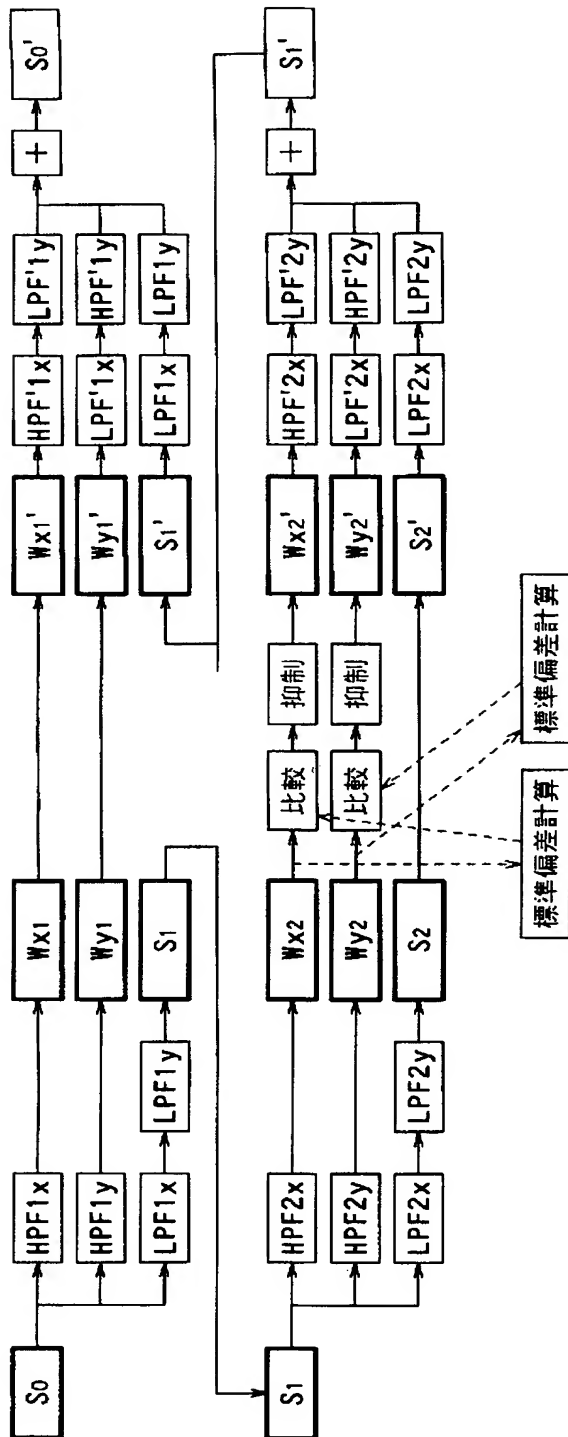 S0
HPF1x
HPF1y
LPF1x
LPF1y
Wx1
Wy1
S1
Wx1'
Wy1'
S1'
HPF'1x
LPF'1x
LPF1x
LPF'1y
HPF'1y
LPF1y
+
S0'
S1
HPF2x
HPF2y
LPF2x
LPF2y
Wx2
Wy2
S2
比較
比較
抑制
抑制
Wx2'
Wy2'
S2'
HPF'2x
LPF'2x
LPF2x
LPF'2y
HPF'2y
LPF2y
+
S1'
標準偏差計算
標準偏差計算